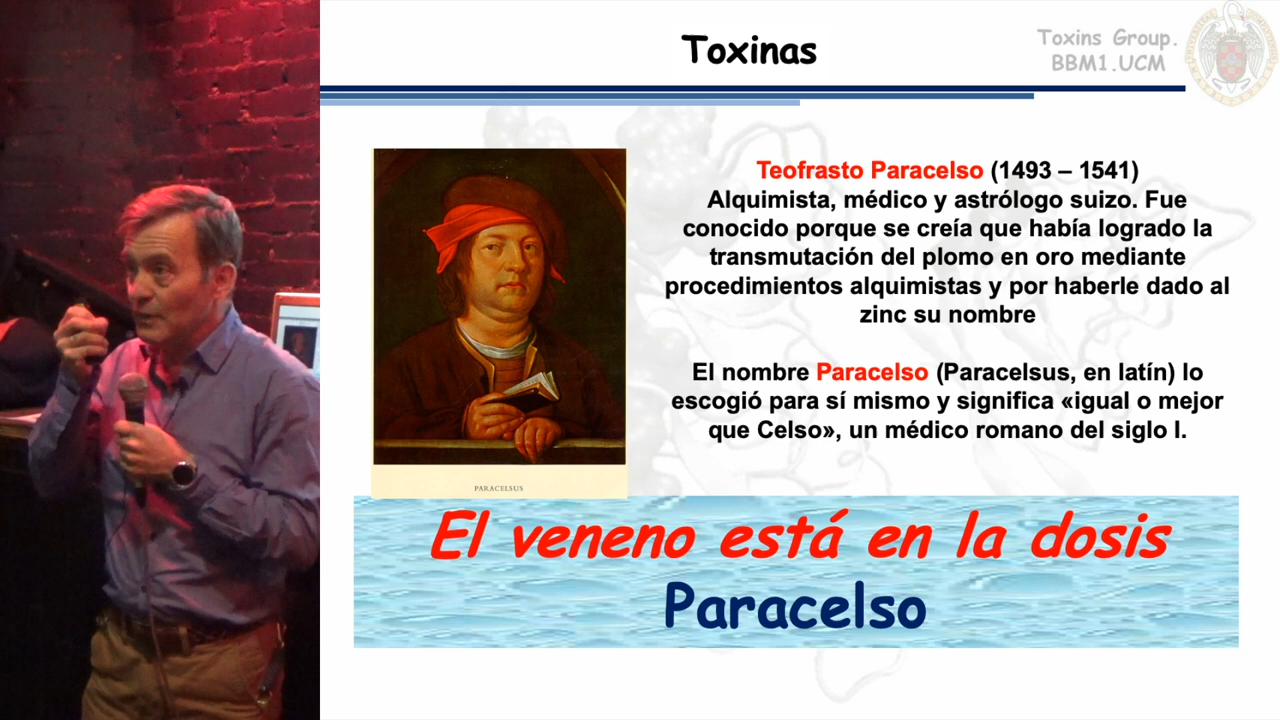 Toxinas
Toxins Group.
BBM1.UCM
Teofrasto Paracelso (1493 – 1541)
Alquimista, médico y astrólogo suizo. Fue
conocido porque se creía que había logrado la
transmutación del plomo en oro mediante
procedimientos alquimistas y por haberle dado al
zinc su nombre
El nombre Paracelso (Paracelsus, en latín) lo
escogió para sí mismo y significa «igual o mejor
que Celso», un médico romano del siglo I.
PARACELSUS
El veneno está en la dosis
Paracelso